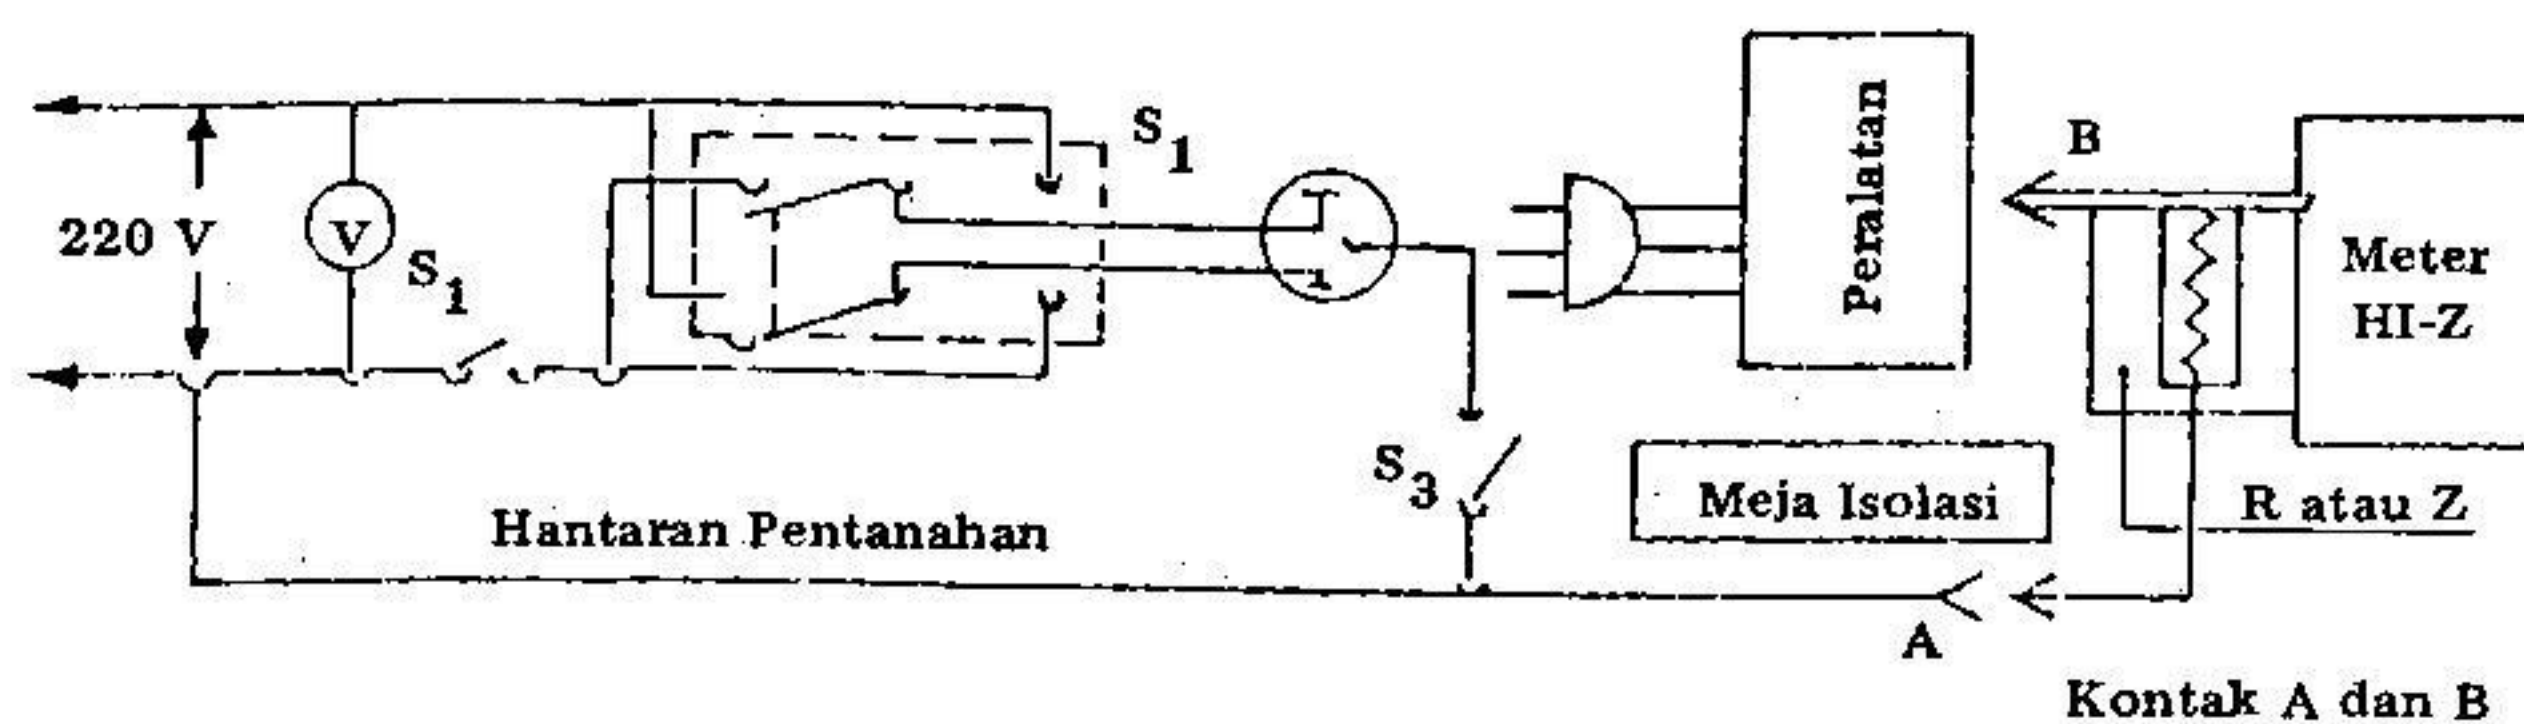 220 V
V
S1
S1
Peralatan
B
Meter
HI-Z
S3
Meja Isolasi
R atau Z
Hantaran Pentanahan
A
Kontak A dan B